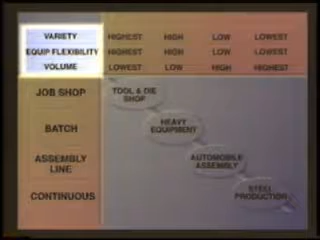 VARIETY HIGHEST HIGH LOW LOWEST
EQUIP FLEXIBILITY HIGHEST HIGH LOW LOWEST
VOLUME LOWEST LOW HIGH HIGHEST
JOB SHOP
TOOL & DIE
SHOP
BATCH
HEAVY
EQUIPMENT
ASSEMBLY
LINE
AUTOMOBILE
ASSEMBLY
CONTINUOUS
STEEL
PRODUCTION